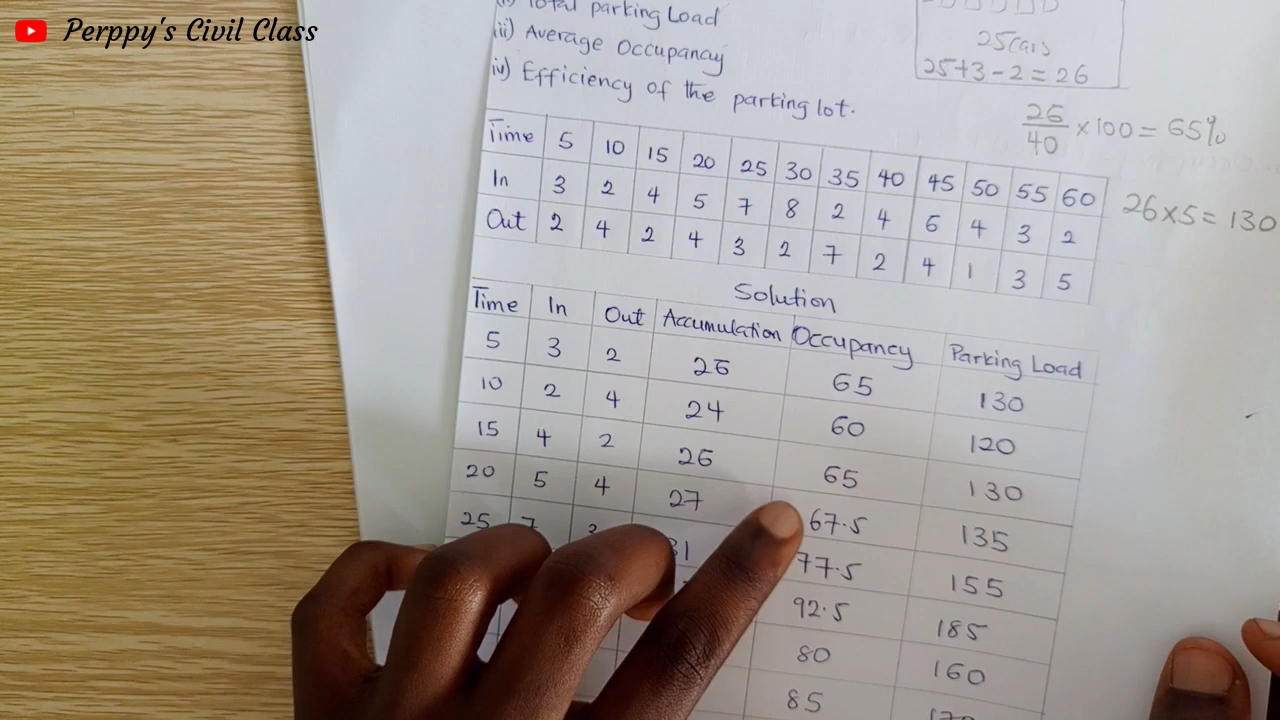 Perppy's Civil Class
Total parking Load
ii) Average Occupancy
iv) Efficiency of the parking lot.
25 Cars
25+3-2=26
26/40 ×100 = 65%
26×5 = 130
Time 5 10 15 20 25 30 35 40 45 50 55 60
In 3 2 4 5 7 8 2 4 6 4 3 2
Out 2 4 2 4 3 2 7 2 4 1 3 5
Solution
Time In Out Accumulation Occupancy Parking Load
5 3 2 26 65 130
10 2 4 24 60 120
15 4 2 26 65 130
20 5 4 27 67.5 135
25 7 77.5 155
92.5 185
80 160
85